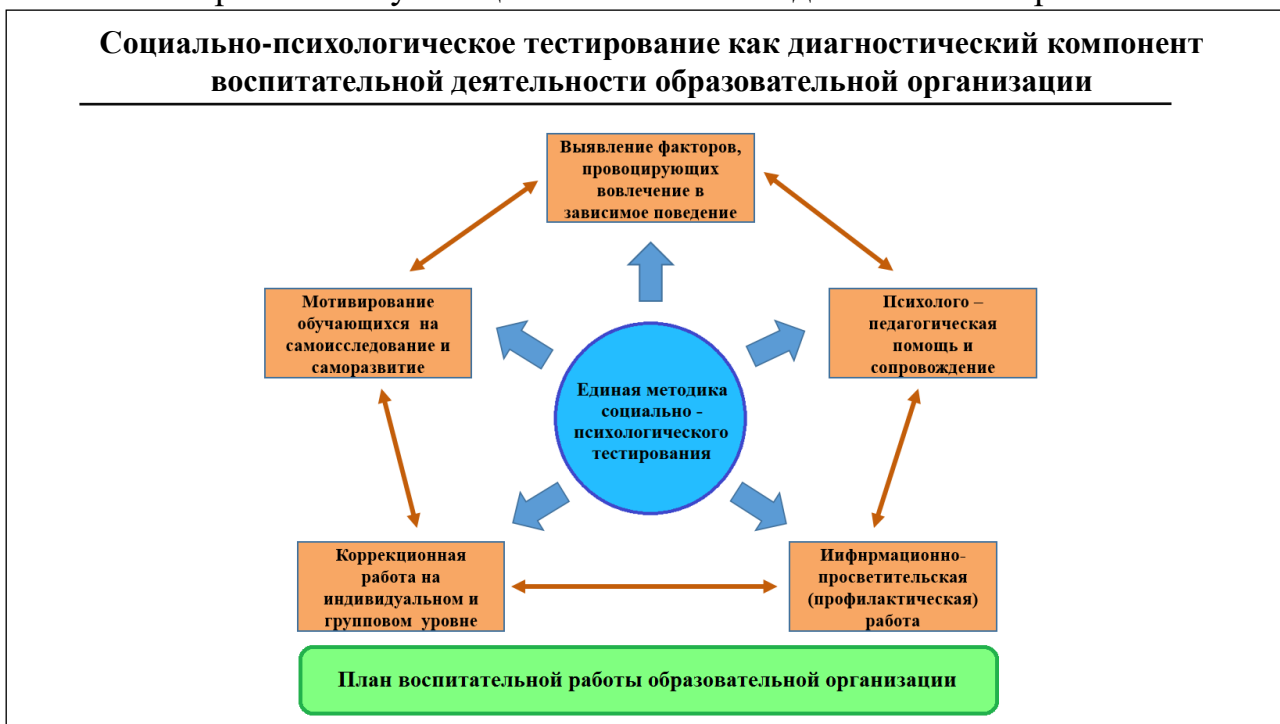 Социально-психологическое тестирование как диагностический компонент
воспитательной деятельности образовательной организации
Выявление факторов,
провоцирующих
вовлечение в
зависимое поведение
Мотивирование
обучающихся на
самоисследование и
саморазвитие
Психолого –
педагогическая
помощь и
сопровождение
Единая методика
социально -
психологического
тестирования
Коррекционная
работа на
индивидуальном и
групповом уровне
Иифнрмационно-
просветительская
(профилактическая)
работа
План воспитательной работы образовательной организации